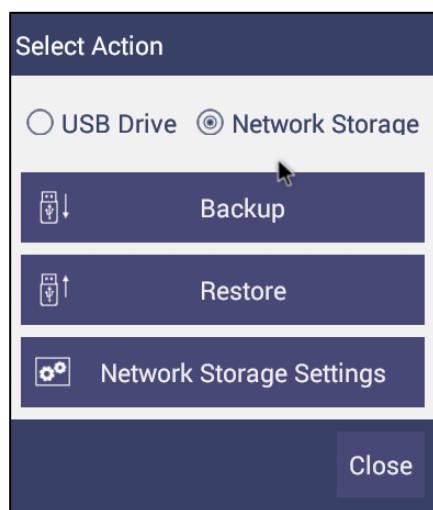 Select Action
USB Drive Network Storage
Backup
Restore
Network Storage Settings
Close